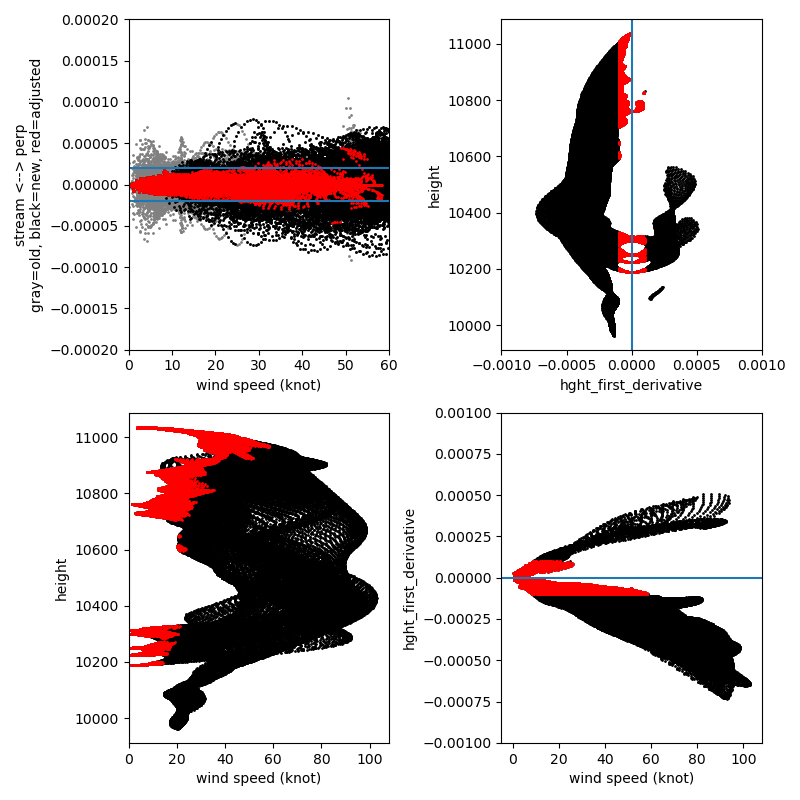 0.00020
0.00015
0.00010
0.00005
0.00000
−0.00005
−0.00010
−0.00015
−0.00020
stream <--> perp
gray=old, black=new, red=adjusted
0 10 20 30 40 50 60
wind speed (knot)
11000
10800
10600
10400
10200
10000
height
−0.0010 −0.0005 0.0000 0.0005 0.0010
hght_first_derivative
11000
10800
10600
10400
10200
10000
height
0 20 40 60 80 100
wind speed (knot)
0.00100
0.00075
0.00050
0.00025
0.00000
−0.00025
−0.00050
−0.00075
−0.00100
hght_first_derivative
0 20 40 60 80 100
wind speed (knot)